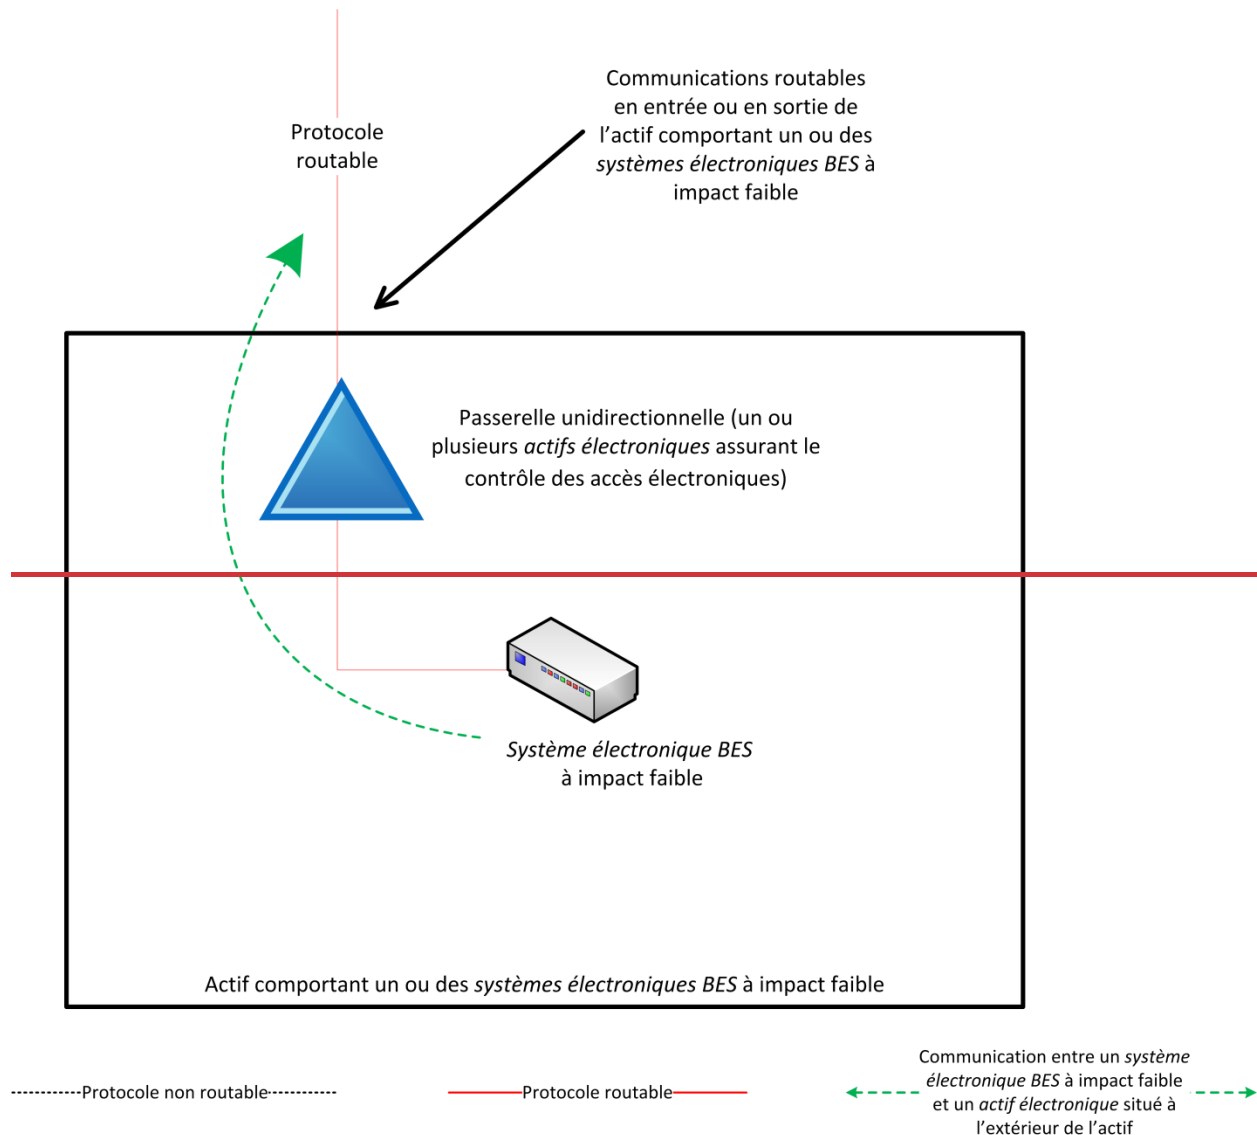 Communications routables
en entrée ou en sortie de
l’actif comportant un ou des
systèmes électroniques BES à
impact faible
Protocole
routable
Passerelle unidirectionnelle (un ou
plusieurs actifs électroniques assurant le
contrôle des accès électroniques)
Système électronique BES
à impact faible
Actif comportant un ou des systèmes électroniques BES à impact faible
Protocole non routable
Protocole routable
Communication entre un système
électronique BES à impact faible
et un actif électronique situé à
l’extérieur de l’actif